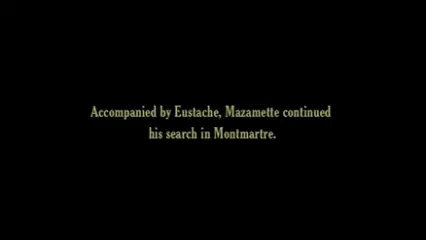 Accompanied by Eustache, Mazamette continued
his search in Montmartre.